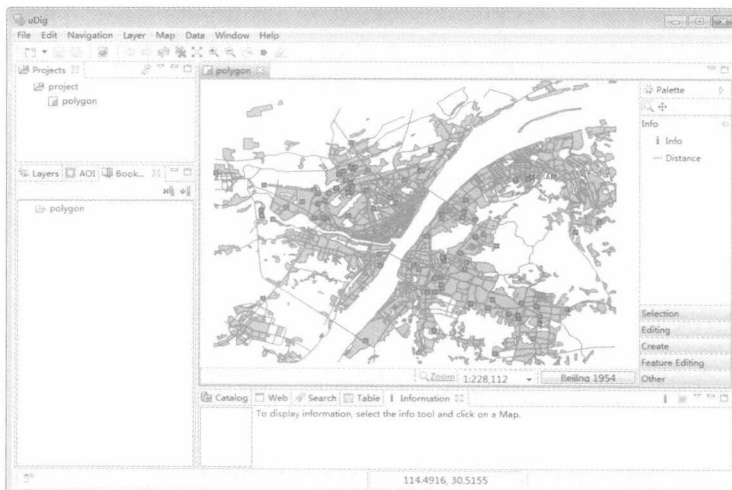 uDig
File Edit Navigation Layer Map Data Window Help
Projects
project
polygon
Layers AOI Book...
polygon
polygon
Palette
Info
Info
Distance
Selection
Editing
Create
Feature Editing
Other
Zoom 1:228,112 Beijing 1954
Catalog Web Search Table Information
To display information, select the info tool and click on a Map.
114.4916, 30.5155